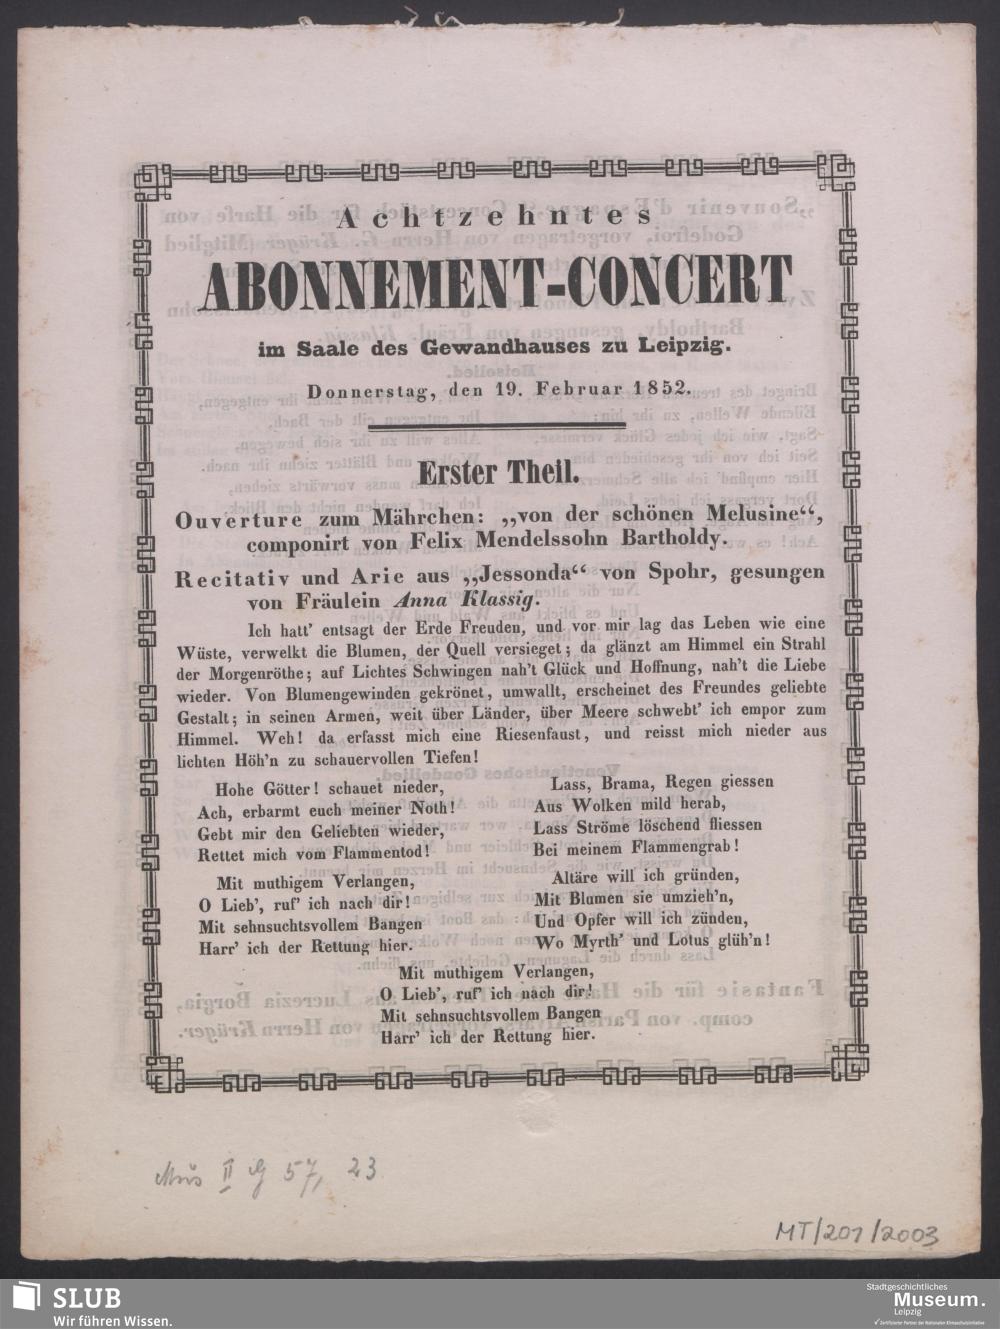 Achtzehntes
ABONNEMENT-CONCERT
im Saale des Gewandhauses zu Leipzig.
Donnerstag, den 19. Februar 1852.
Erster Theil.
Ouverture zum Mährchen: „von der schönen Melusine“,
componirt von Felix Mendelssohn Bartholdy.
Recitativ und Arie aus „Jessonda“ von Spohr, gesungen
von Fräulein Anna Klassig.
Ich hatt' entsagt der Erde Freuden, und vor mir lag das Leben wie eine
Wüste, verwelkt die Blumen, der Quell versieget; da glänzt am Himmel ein Strahl
der Morgenröthe; auf Lichtes Schwingen nah't Glück und Hoffnung, nah't die Liebe
wieder. Von Blumengewinden gekrönet, umwallt, erscheinet des Freundes geliebte
Gestalt; in seinen Armen, weit über Länder, über Meere schwebt' ich empor zum
Himmel. Weh! da erfasst mich eine Riesenfaust, und reisst mich nieder aus
lichten Höh'n zu schauervollen Tiefen!
Hohe Götter! schauet nieder,
Ach, erbarmt euch meiner Noth!
Gebt mir den Geliebten wieder,
Rettet mich vom Flammentod!
Mit muthigem Verlangen,
O Lieb', ruf' ich nach dir!
Mit sehnsuchtsvollem Bangen
Harr' ich der Rettung hier.
Lass, Brama, Regen giessen
Aus Wolken mild herab,
Lass Ströme löschend fliessen
Bei meinem Flammengrab!
Altäre will ich gründen,
Mit Blumen sie umzieh'n,
Und Opfer will ich zünden,
Wo Myrth' und Lotus glüh'n!
Mit muthigem Verlangen,
O Lieb', ruf' ich nach dir!
Mit sehnsuchtsvollem Bangen
Harr' ich der Rettung hier.
Mus II 57, 23
MT/201/2003
SLUB
Wir führen Wissen.
Stadtgeschichtliches
Museum.
Leipzig
Zertifizierter Partner der Nationalen Klimaschutzinitiative